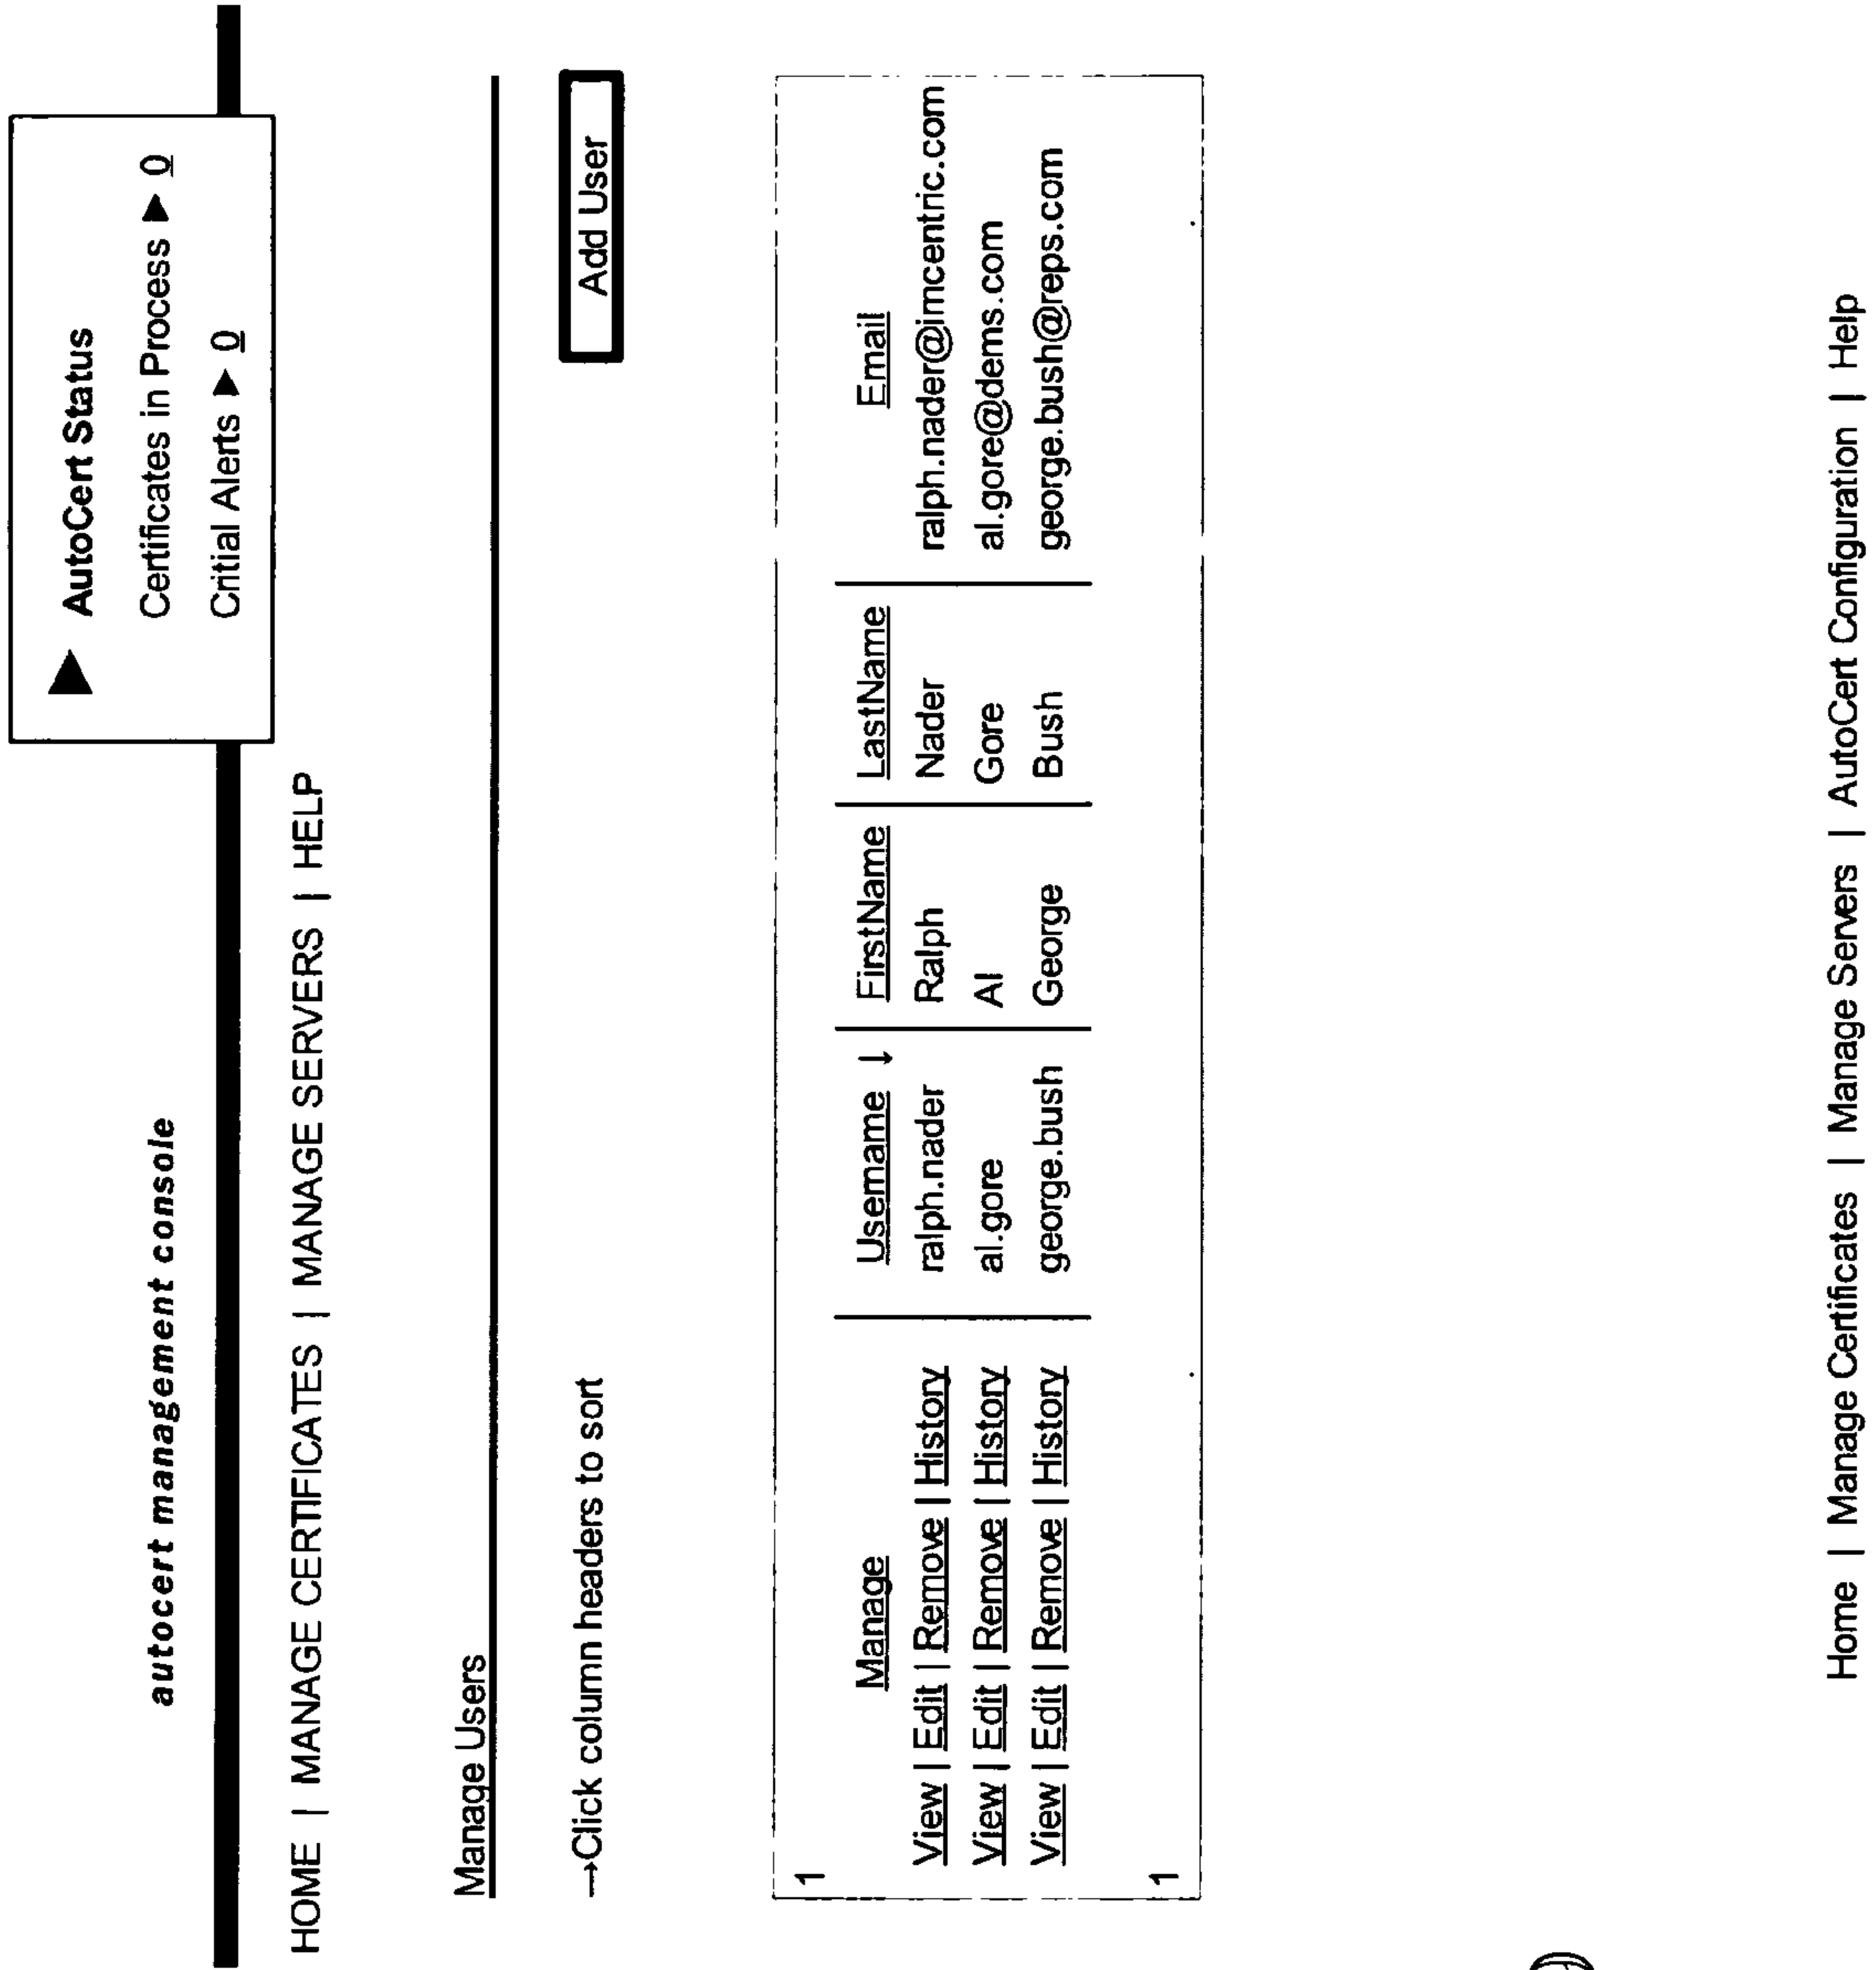 AutoCert Status
Certificates in Process ▶ 0
Critial Alerts ▶ 0
autocert management console
HOME | MANAGE CERTIFICATES | MANAGE SERVERS | HELP
Manage Users
→Click column headers to sort
Add User
1
Manage Username ↓ FirstName LastName Email
View | Edit | Remove | History ralph.nader Ralph Nader ralph.nader@imcentric.com
View | Edit | Remove | History al.gore Al Gore al.gore@dems.com
View | Edit | Remove | History george.bush George Bush george.bush@reps.com
1
Home | Manage Certificates | Manage Servers | AutoCert Configuration | Help